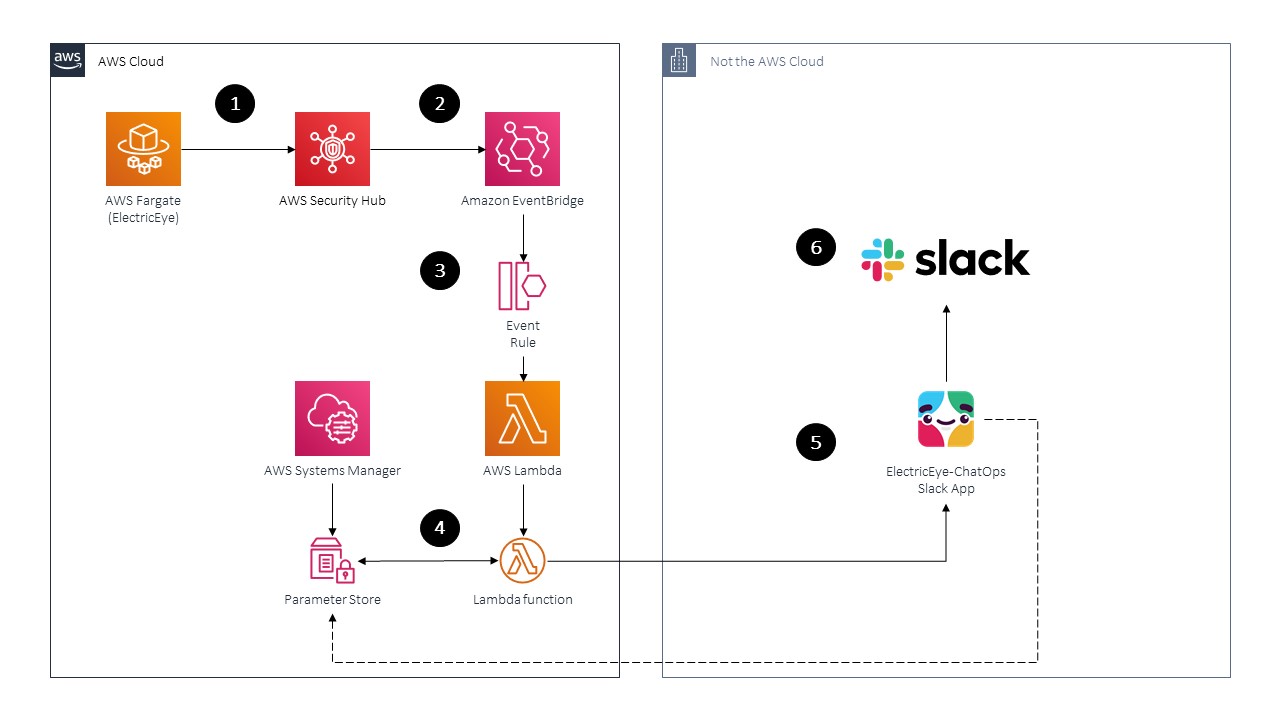 aws
AWS Cloud
Not the AWS Cloud
1
2
AWS Fargate
(ElectricEye)
AWS Security Hub
Amazon EventBridge
3
6
slack
Event
Rule
5
AWS Systems Manager
AWS Lambda
ElectricEye-ChatOps
Slack App
4
Parameter Store
Lambda function